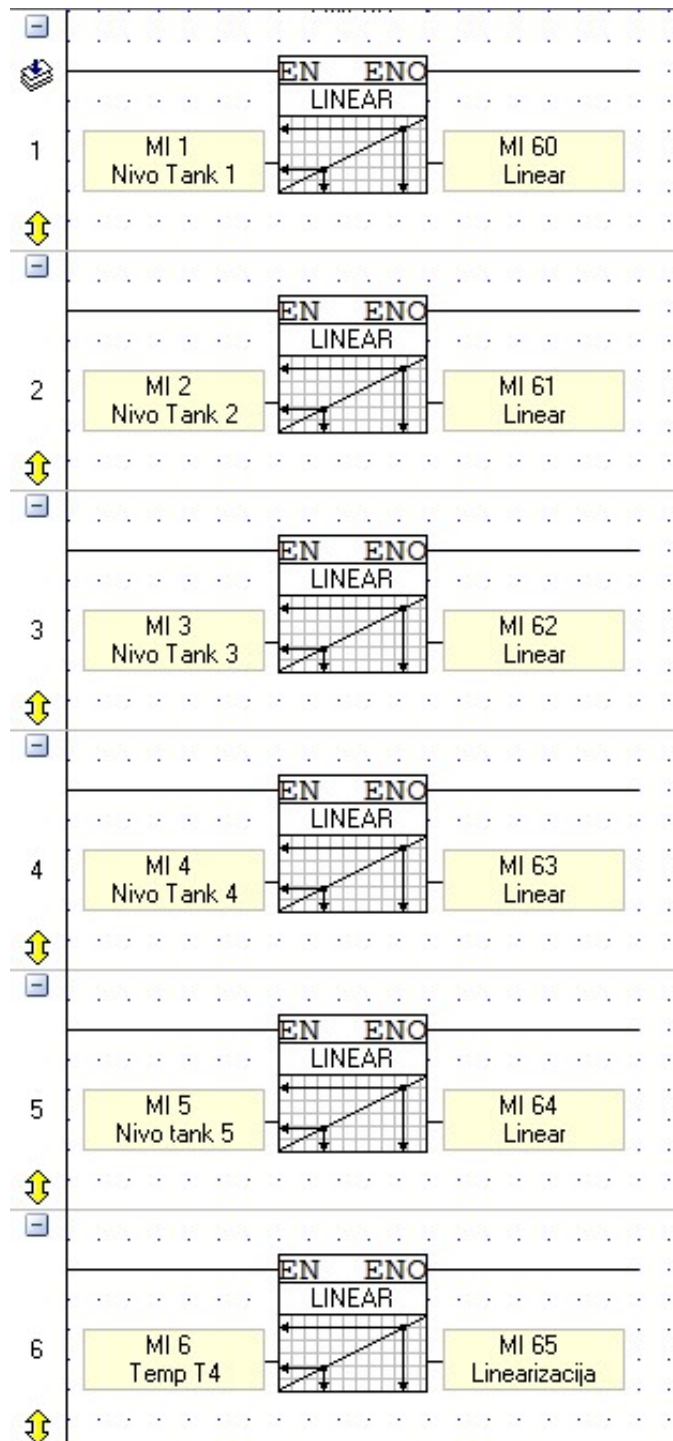 EN ENO
LINEAR
1
MI 1
Nivo Tank 1
MI 60
Linear
EN ENO
LINEAR
2
MI 2
Nivo Tank 2
MI 61
Linear
EN ENO
LINEAR
3
MI 3
Nivo Tank 3
MI 62
Linear
EN ENO
LINEAR
4
MI 4
Nivo Tank 4
MI 63
Linear
EN ENO
LINEAR
5
MI 5
Nivo tank 5
MI 64
Linear
EN ENO
LINEAR
6
MI 6
Temp T4
MI 65
Linearizacija